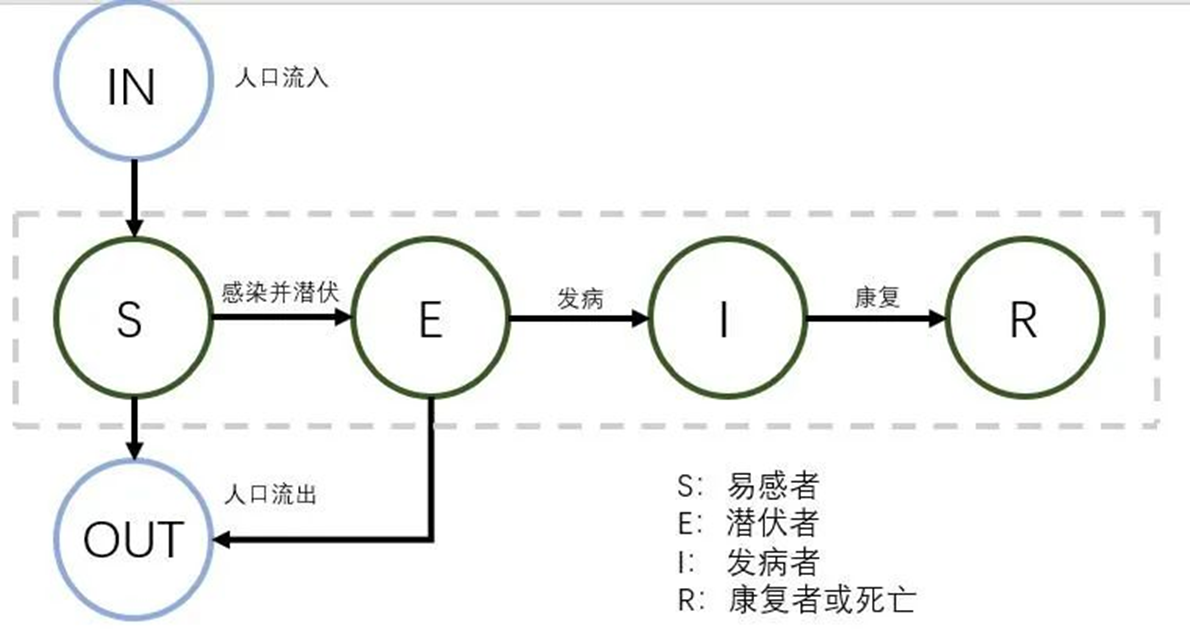 IN
人口流入
感染并潜伏
发病
康复
S
E
I
R
人口流出
OUT
S: 易感者
E: 潜伏者
I: 发病者
R: 康复者或死亡